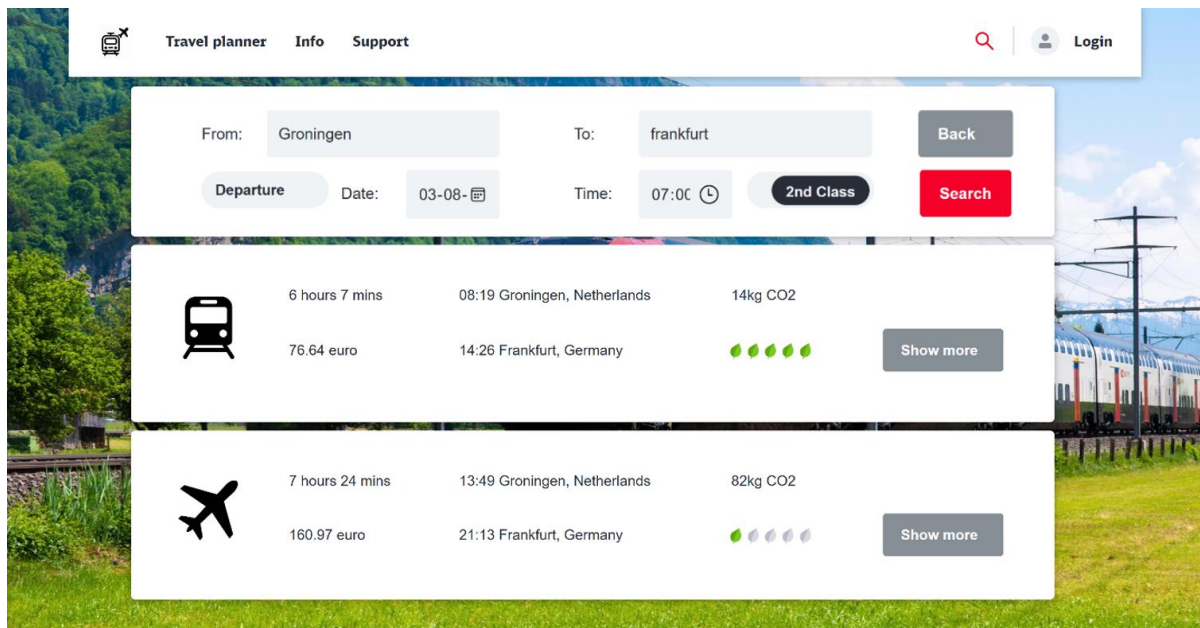 Travel planner Info Support Login
From: Groningen To: frankfurt Back
Departure Date: 03-08- Time: 07:00 2nd Class Search
6 hours 7 mins 08:19 Groningen, Netherlands 14kg CO2
76.64 euro 14:26 Frankfurt, Germany Show more
7 hours 24 mins 13:49 Groningen, Netherlands 82kg CO2
160.97 euro 21:13 Frankfurt, Germany Show more